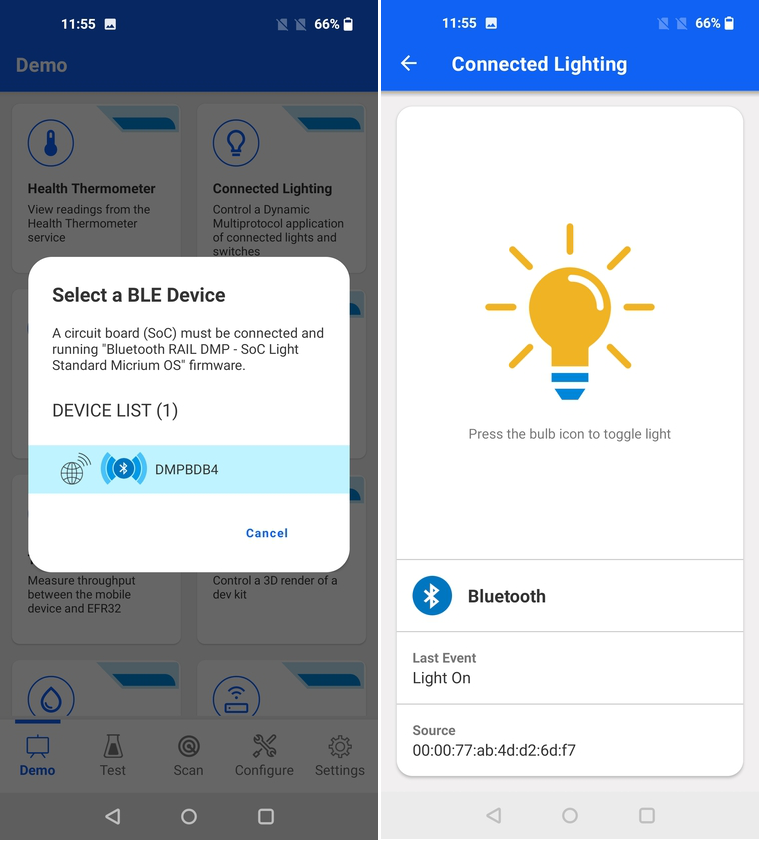 11:55
66%
Demo
Health Thermometer
View readings from the
Health Thermometer
service
Connected Lighting
Control a Dynamic
Multiprotocol application
of connected lights and
switches
Select a BLE Device
A circuit board (SoC) must be connected and
running "Bluetooth RAIL DMP - SoC Light
Standard Micrium OS" firmware.
DEVICE LIST (1)
DMPBDB4
Cancel
Measure throughput
between the mobile
device and EFR32
Control a 3D render of a
dev kit
Demo
Test
Scan
Configure
Settings
11:55
66%
Connected Lighting
Press the bulb icon to toggle light
Bluetooth
Last Event
Light On
Source
00:00:77:ab:4d:d2:6d:f7